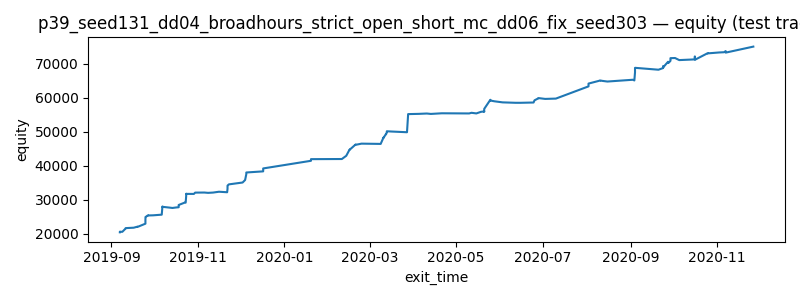 p39_seed131_dd04_broadhours_strict_open_short_mc_dd06_fix_seed303 — equity (test tra
70000
60000
50000
40000
30000
20000
equity
2019-09 2019-11 2020-01 2020-03 2020-05 2020-07 2020-09 2020-11
exit_time